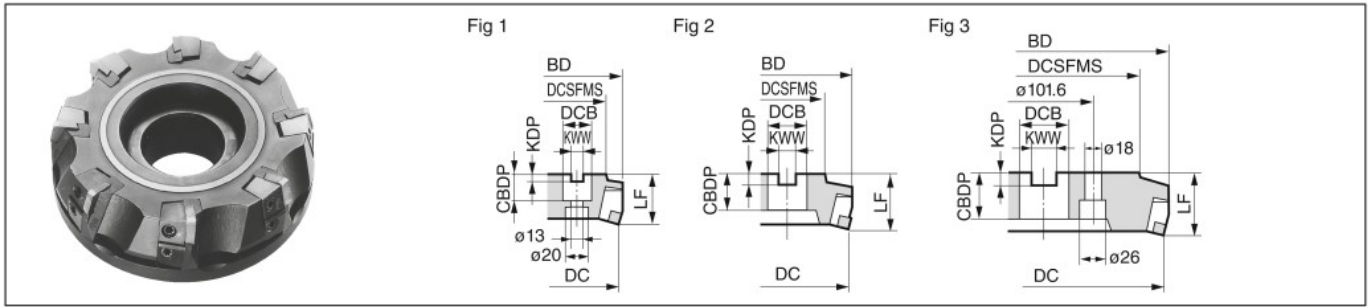 Fig 1
BD
DCSFMS
DCB
KWW
KDP
CBDP
LF
ø13
ø20
DC
Fig 2
BD
DCSFMS
DCB
KWW
KDP
CBDP
LF
DC
Fig 3
BD
DCSFMS
ø101.6
DCB
KWW
KDP
ø18
CBDP
LF
ø26
DC